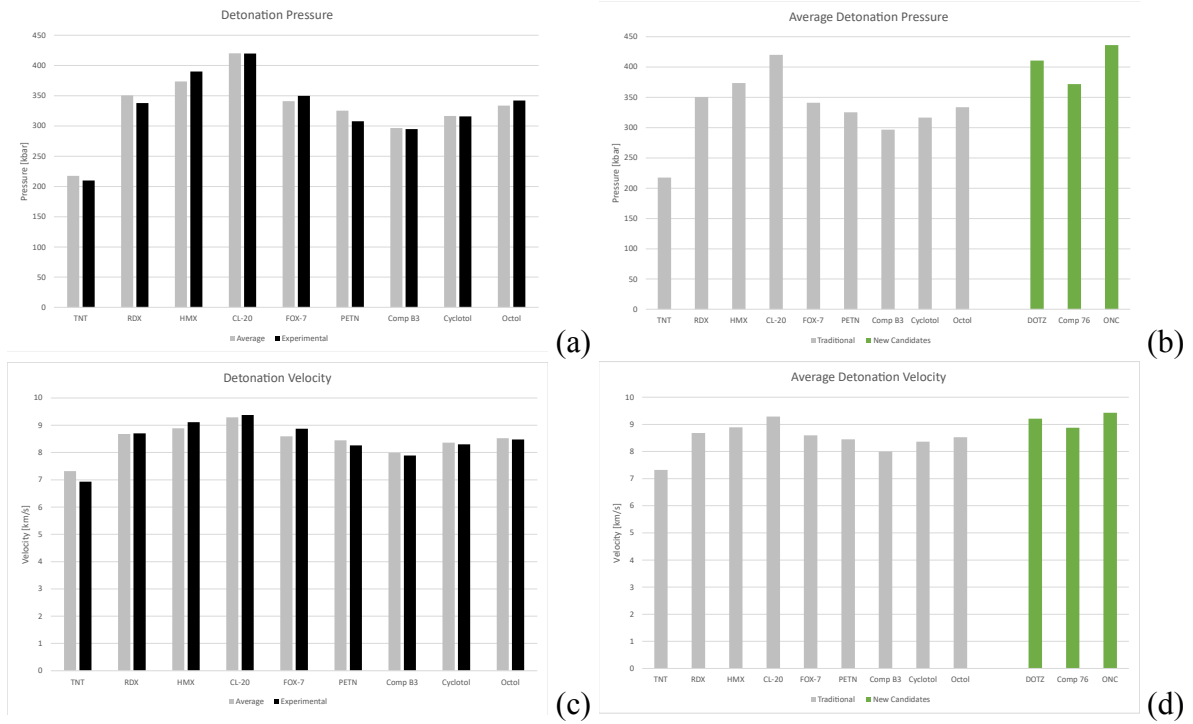 Detonation Pressure
Pressure [kbar]
450
400
350
300
250
200
150
100
50
0
TNT RDX HMX CL-20 FOX-7 PETN Comp B3 Cyclotol Octol
Average Experimental
(a)
Average Detonation Pressure
Pressure [kbar]
450
400
350
300
250
200
150
100
50
0
TNT RDX HMX CL-20 FOX-7 PETN Comp B3 Cyclotol Octol DOTZ Comp 76 ONC
Traditional New Candidates
(b)
Detonation Velocity
Velocity [km/s]
10
9
8
7
6
5
4
3
2
1
0
TNT RDX HMX CL-20 FOX-7 PETN Comp B3 Cyclotol Octol
Average Experimental
(c)
Average Detonation Velocity
Velocity [km/s]
10
9
8
7
6
5
4
3
2
1
0
TNT RDX HMX CL-20 FOX-7 PETN Comp B3 Cyclotol Octol DOTZ Comp 76 ONC
Traditional New Candidates
(d)